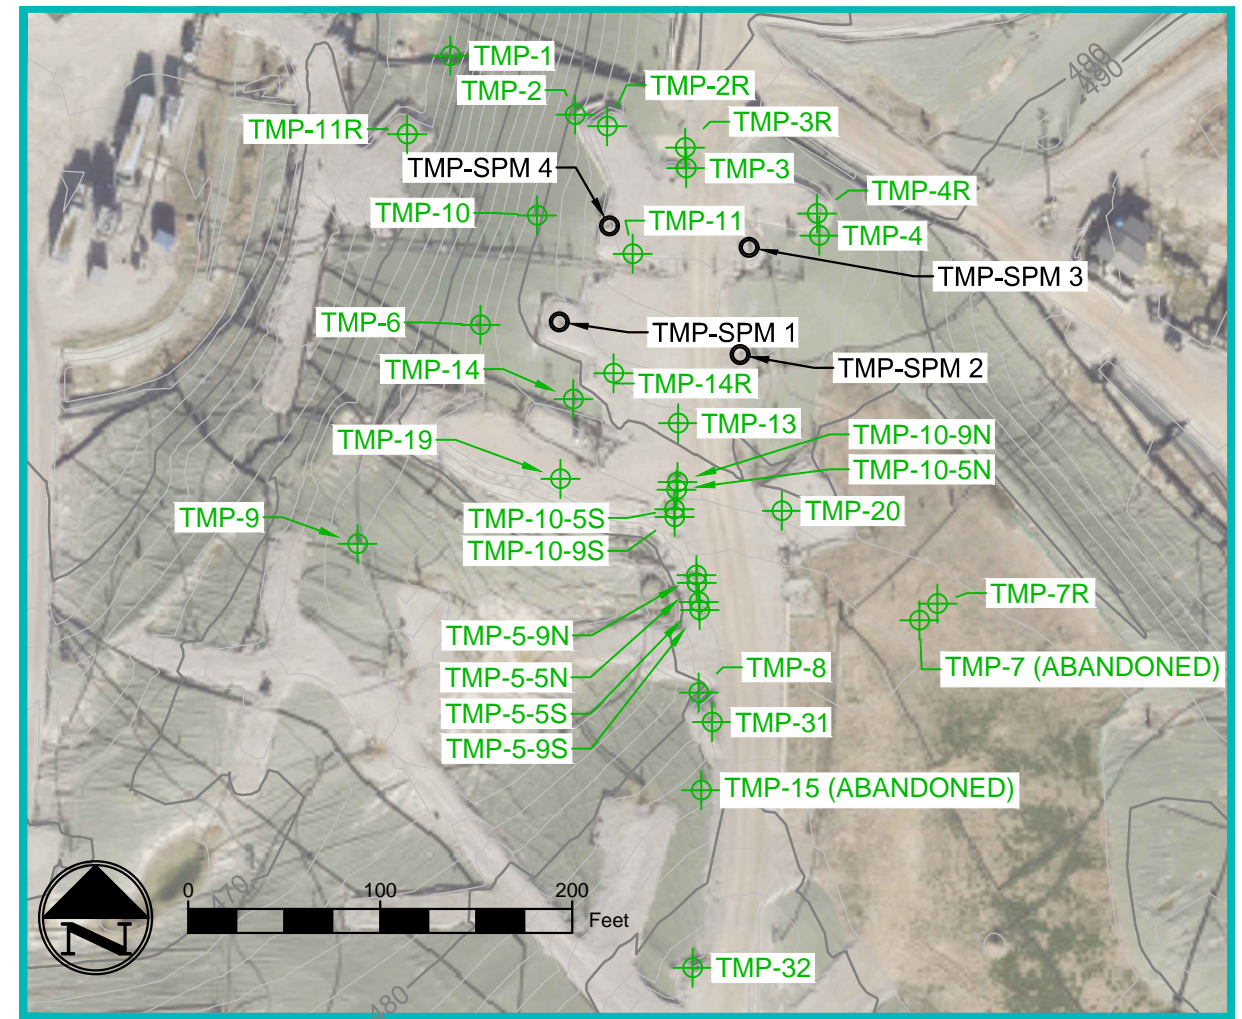 TMP-1
486
490
TMP-2
TMP-2R
TMP-11R
TMP-3R
TMP-SPM 4
TMP-3
TMP-4R
TMP-10
TMP-11
TMP-4
TMP-SPM 3
TMP-6
TMP-SPM 1
TMP-14
TMP-14R
TMP-SPM 2
TMP-13
TMP-19
TMP-10-9N
TMP-10-5N
TMP-9
TMP-10-5S
TMP-20
TMP-10-9S
TMP-7R
TMP-5-9N
TMP-8
TMP-7 (ABANDONED)
TMP-5-5N
TMP-5-5S
TMP-31
TMP-5-9S
TMP-15 (ABANDONED)
470
0 100 200
Feet
N
TMP-32
480